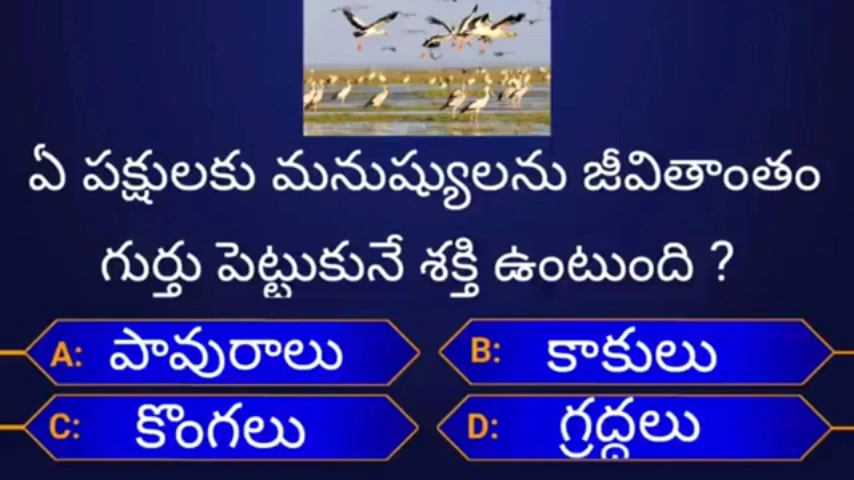 ఏ పక్షులకు మనుష్యులను జీవితాంతం
గుర్తు పెట్టుకునే శక్తి ఉంటుంది ?
A: పావురాలు
B: కాకులు
C: కొంగలు
D: గ్రద్దలు